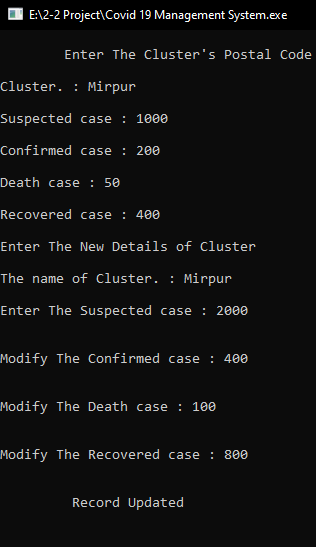 E:\2-2 Project\Covid 19 Management System.exe
Enter The Cluster's Postal Code
Cluster. : Mirpur
Suspected case : 1000
Confirmed case : 200
Death case : 50
Recovered case : 400
Enter The New Details of Cluster
The name of Cluster. : Mirpur
Enter The Suspected case : 2000
Modify The Confirmed case : 400
Modify The Death case : 100
Modify The Recovered case : 800
Record Updated